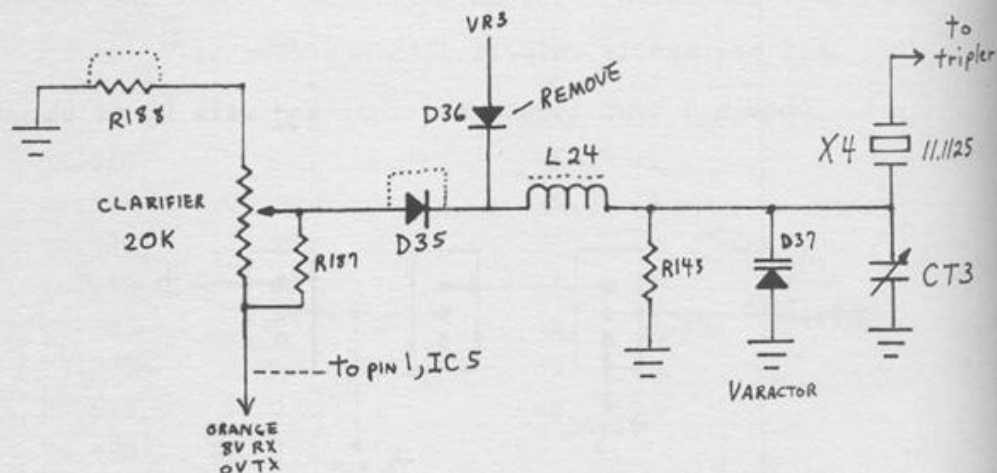 VR3
to
tripler
R188
D36
REMOVE
X4
11.1125
L24
CLARIFIER
20K
D35
R187
R145
D37
CT3
to PIN 1, IC 5
VARACTOR
ORANGE
8V RX
0V TX